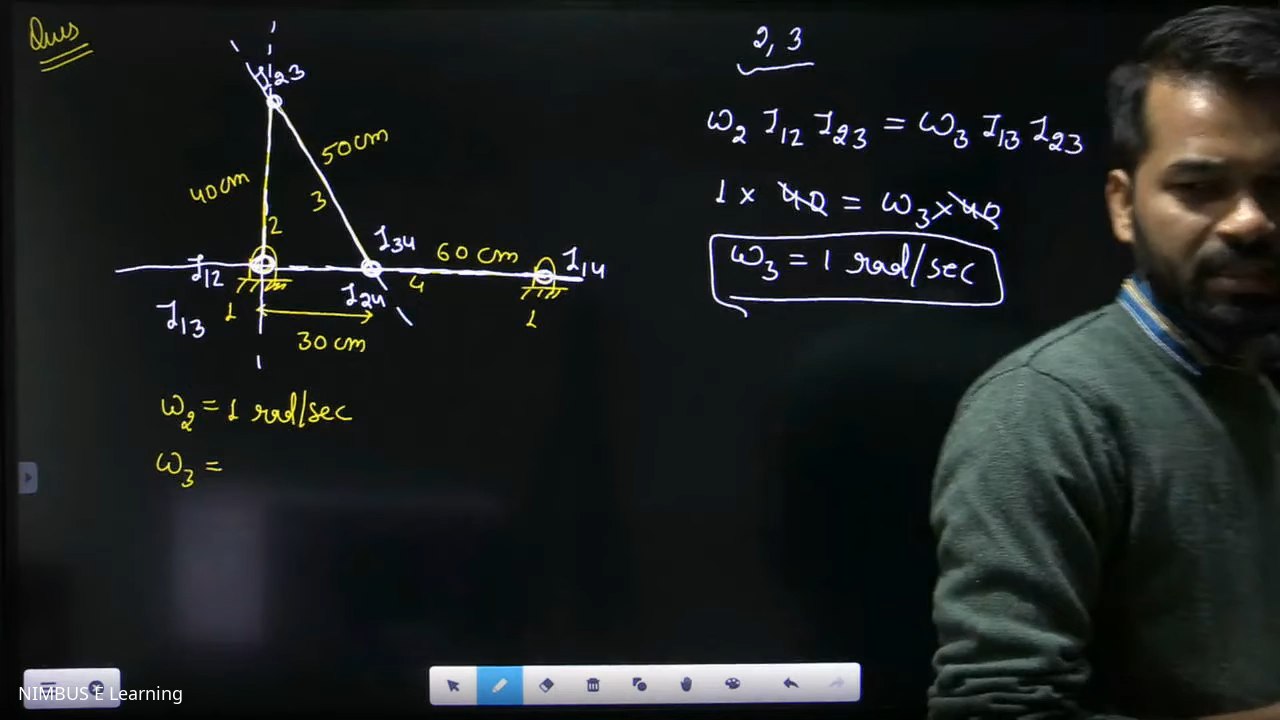 Ques
I23
50cm
40cm
3
2
I34
60 cm
I14
I12
I24
4
I13
1
1
30 cm
ω2 = 1 rad/sec
ω3 =
2, 3
ω2 I12 I23 = ω3 I13 I23
1 × 40 = ω3 × 40
ω3 = 1 rad/sec
NIMBUS E Learning